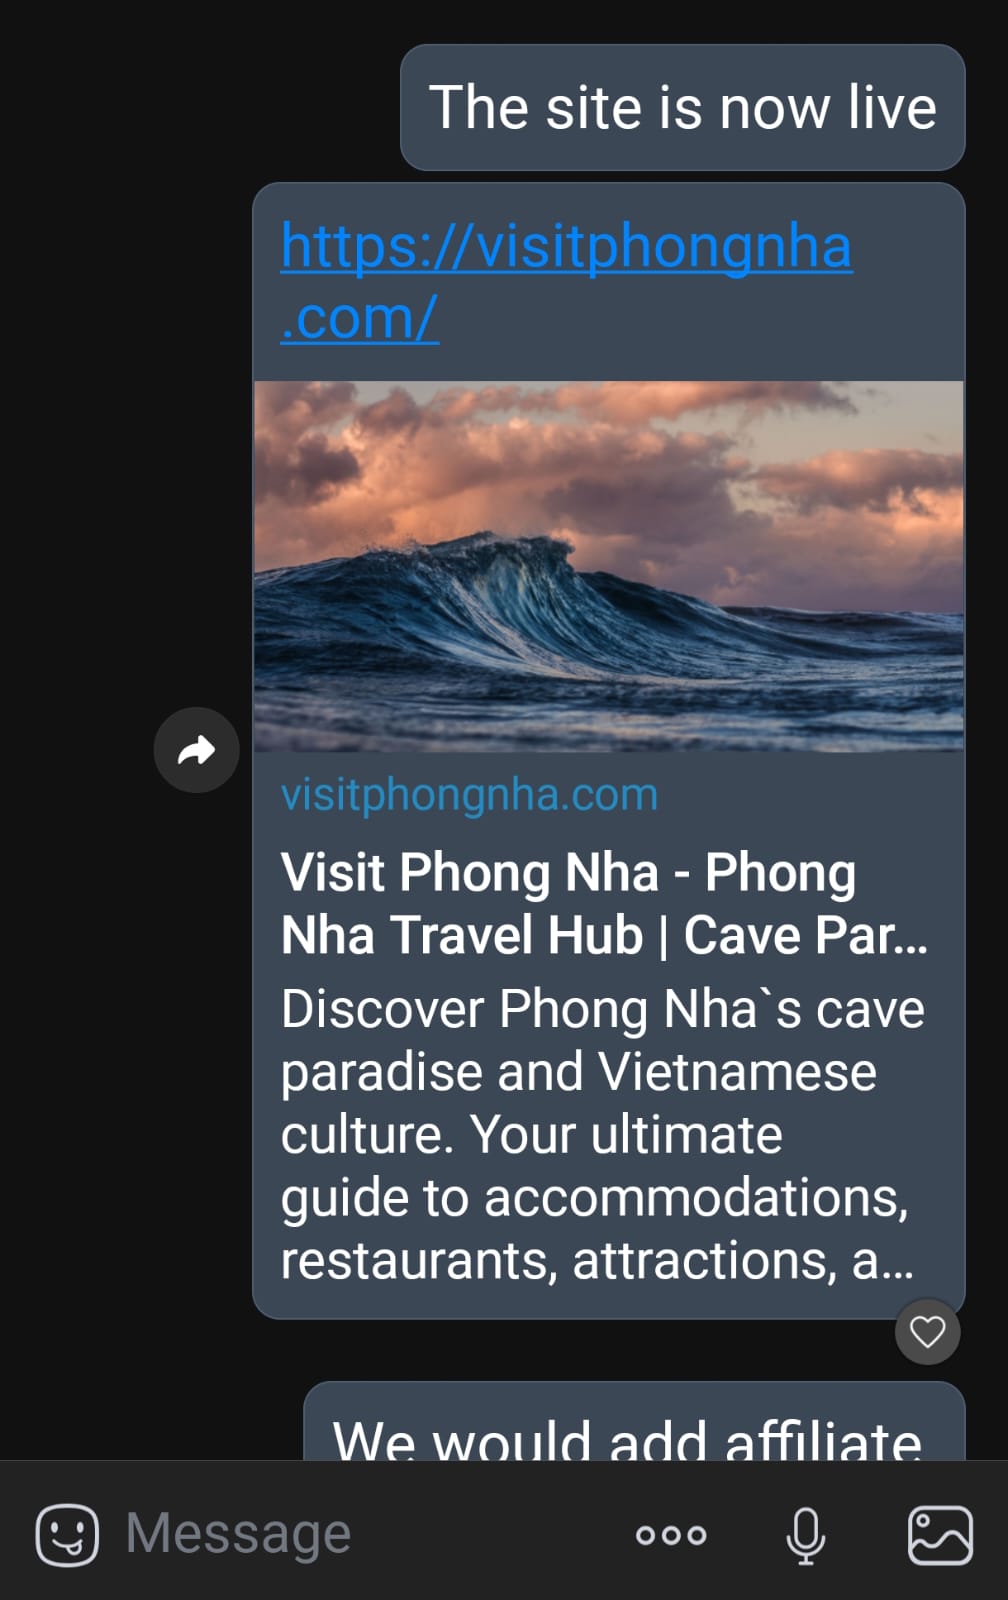 The site is now live
https://visitphongnha
.com/
visitphongnha.com
Visit Phong Nha - Phong
Nha Travel Hub | Cave Par...
Discover Phong Nha`s cave
paradise and Vietnamese
culture. Your ultimate
guide to accommodations,
restaurants, attractions, a...
We would add affiliate
Message